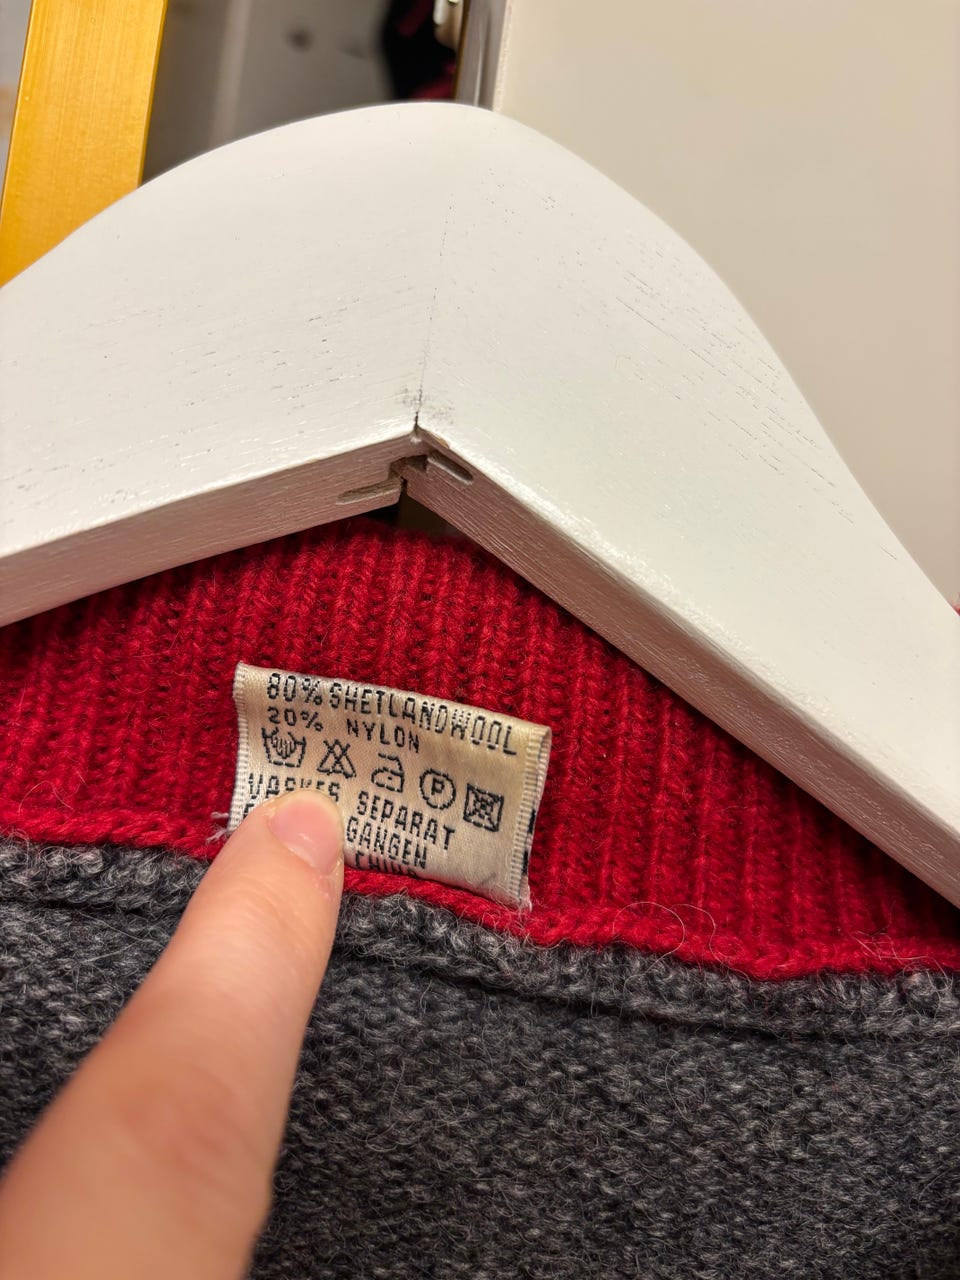 80% SHETLANDWOOL
20% NYLON
P
VASKES SEPARAT
GANGEN